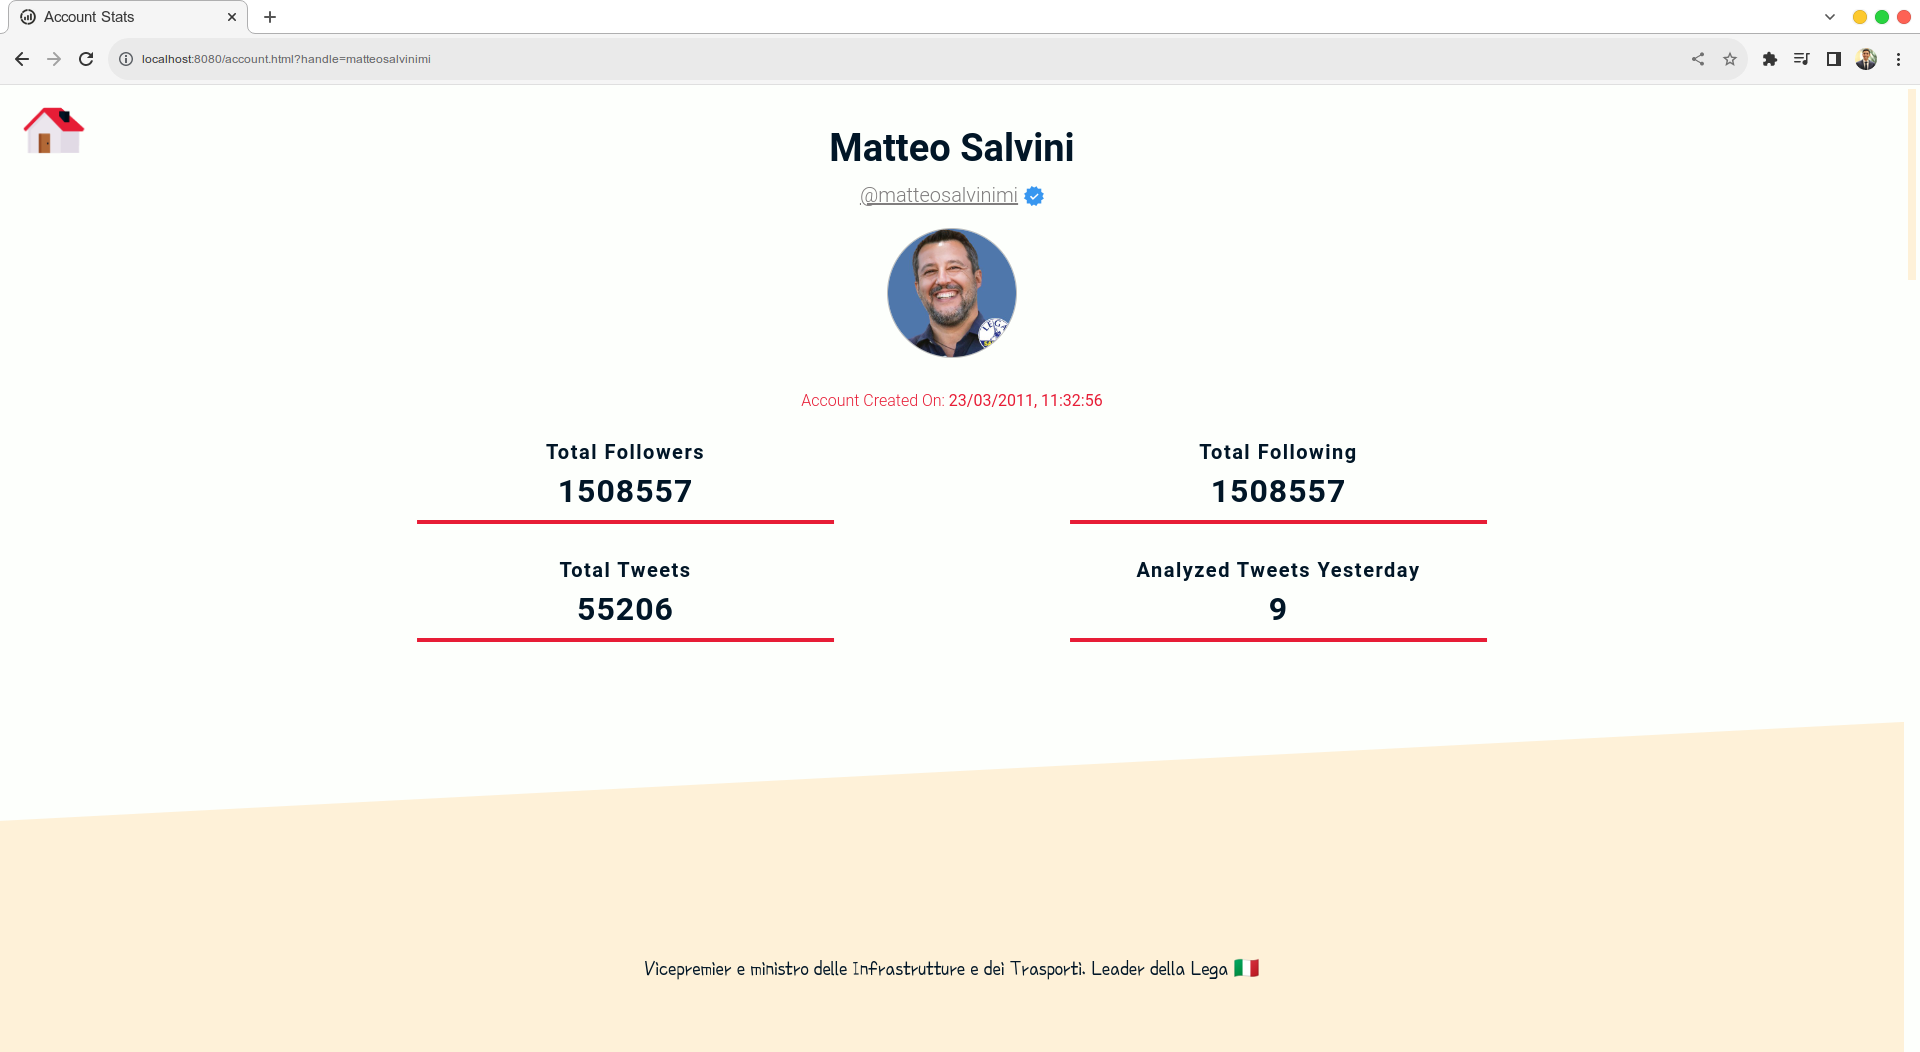 Account Stats
localhost:8080/account.html?handle=matteosalvinimi
Matteo Salvini
@matteosalvinimi
LEGA
Account Created On: 23/03/2011, 11:32:56
Total Followers
1508557
Total Following
1508557
Total Tweets
55206
Analyzed Tweets Yesterday
9
Vicepremier e ministro delle Infrastrutture e dei Trasporti. Leader della Lega 🇮🇹